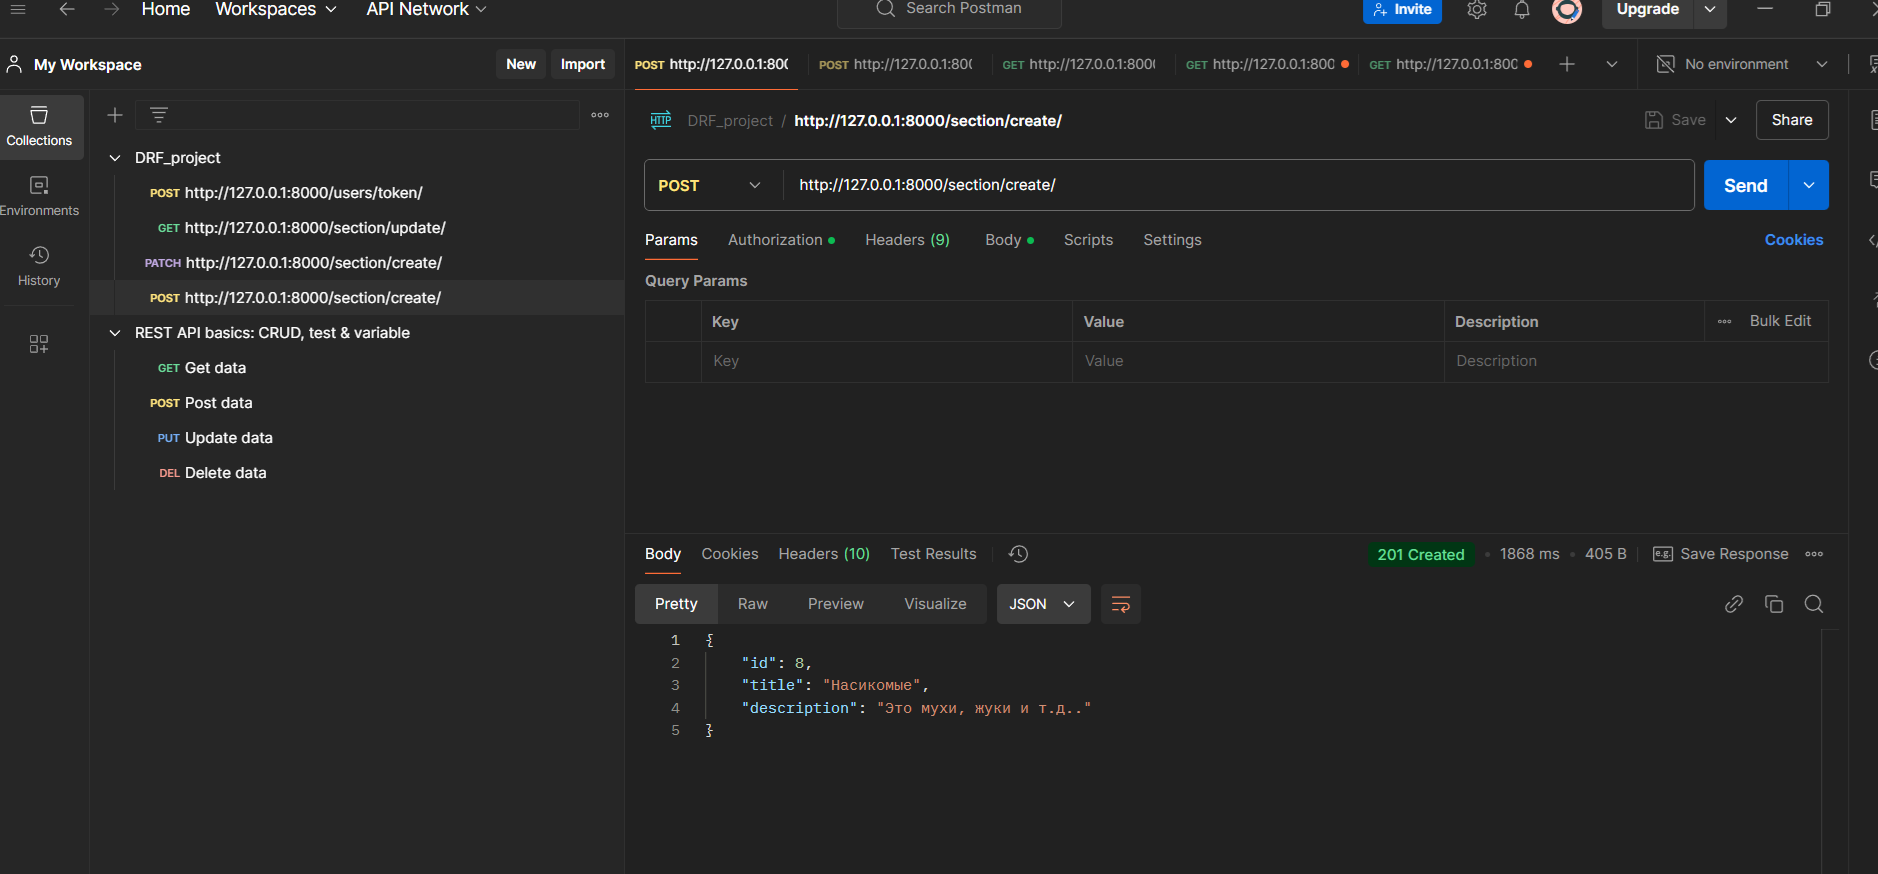 Home Workspaces API Network Search Postman Invite Upgrade
My Workspace New Import
POST http://127.0.0.1:800 POST http://127.0.0.1:800 GET http://127.0.0.1:8000 GET http://127.0.0.1:800 GET http://127.0.0.1:800 No environment
Collections
Environments
History
DRF_project
POST http://127.0.0.1:8000/users/token/
GET http://127.0.0.1:8000/section/update/
PATCH http://127.0.0.1:8000/section/create/
POST http://127.0.0.1:8000/section/create/
REST API basics: CRUD, test & variable
GET Get data
POST Post data
PUT Update data
DEL Delete data
HTTP DRF_project / http://127.0.0.1:8000/section/create/ Save Share
POST http://127.0.0.1:8000/section/create/ Send
Params Authorization Headers (9) Body Scripts Settings Cookies
Query Params
Key Value Description Bulk Edit
Key Value Description
Body Cookies Headers (10) Test Results 201 Created 1868 ms 405 B e.g. Save Response
Pretty Raw Preview Visualize JSON
1 {
2 "id": 8,
3 "title": "Насикомые",
4 "description": "Это мухи, жуки и т.д.."
5 }